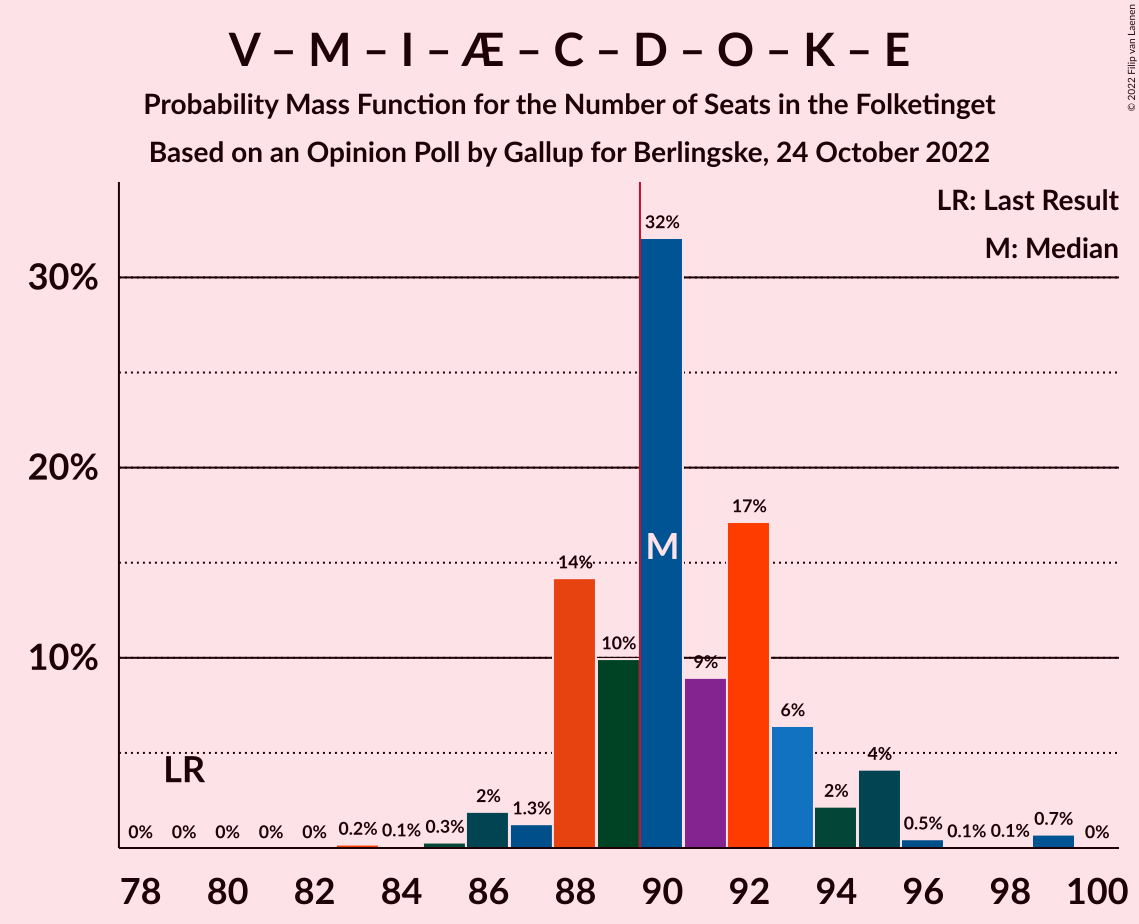 V – M – I – Æ – C – D – O – K – E
Probability Mass Function for the Number of Seats in the Folketinget
Based on an Opinion Poll by Gallup for Berlingske, 24 October 2022
© 2022 Filip van Laenen
LR: Last Result
M: Median
30%
20%
10%
LR
M
0% 0% 0% 0% 0% 0.2% 0.1% 0.3% 2% 1.3% 14% 10% 32% 9% 17% 6% 2% 4% 0.5% 0.1% 0.1% 0.7% 0%
78 80 82 84 86 88 90 92 94 96 98 100